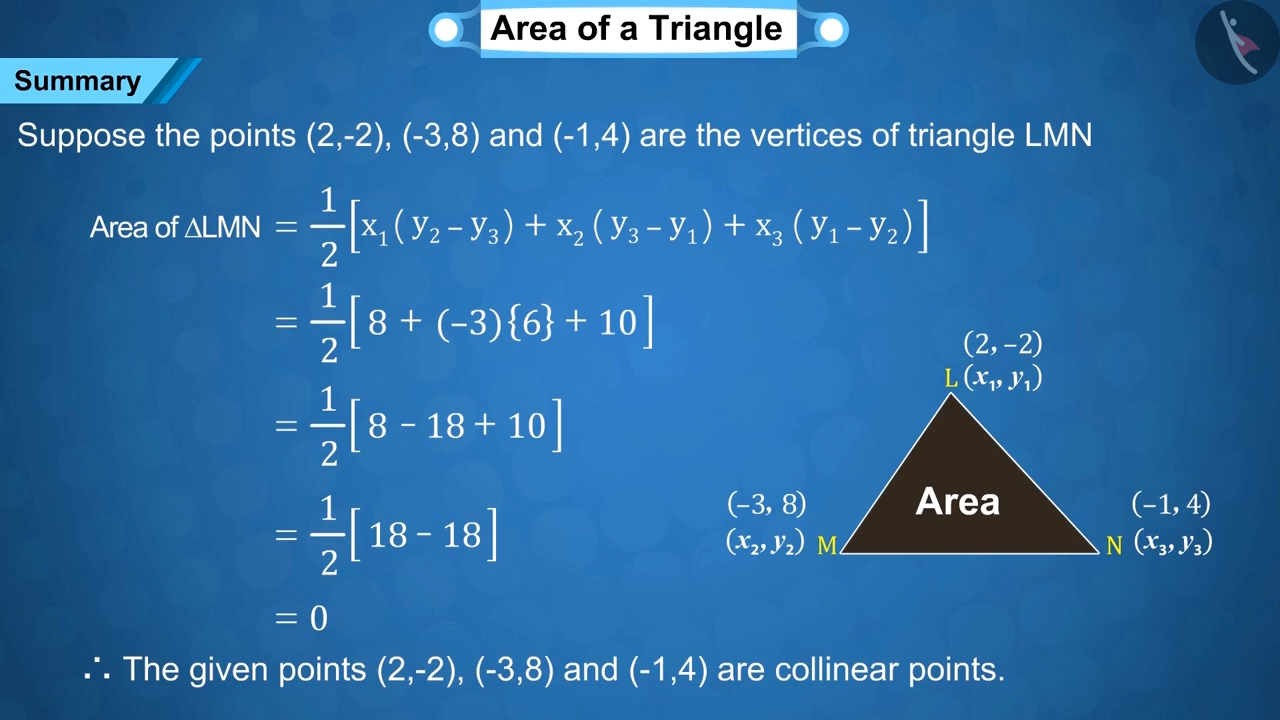 Area of a Triangle
Summary
Suppose the points (2,-2), (-3,8) and (-1,4) are the vertices of triangle LMN
Area of ∆LMN = 1/2 [x₁ ( y₂ – y₃ ) + x₂ ( y₃ – y₁ ) + x₃ ( y₁ – y₂ )]
= 1/2 [ 8 + (–3){6} + 10 ]
= 1/2 [ 8 - 18 + 10 ]
= 1/2 [ 18 - 18 ]
= 0
(2, –2)
L (x₁, y₁)
Area
(–3, 8)
(x₂, y₂) M
(–1, 4)
N (x₃, y₃)
∴ The given points (2,-2), (-3,8) and (-1,4) are collinear points.